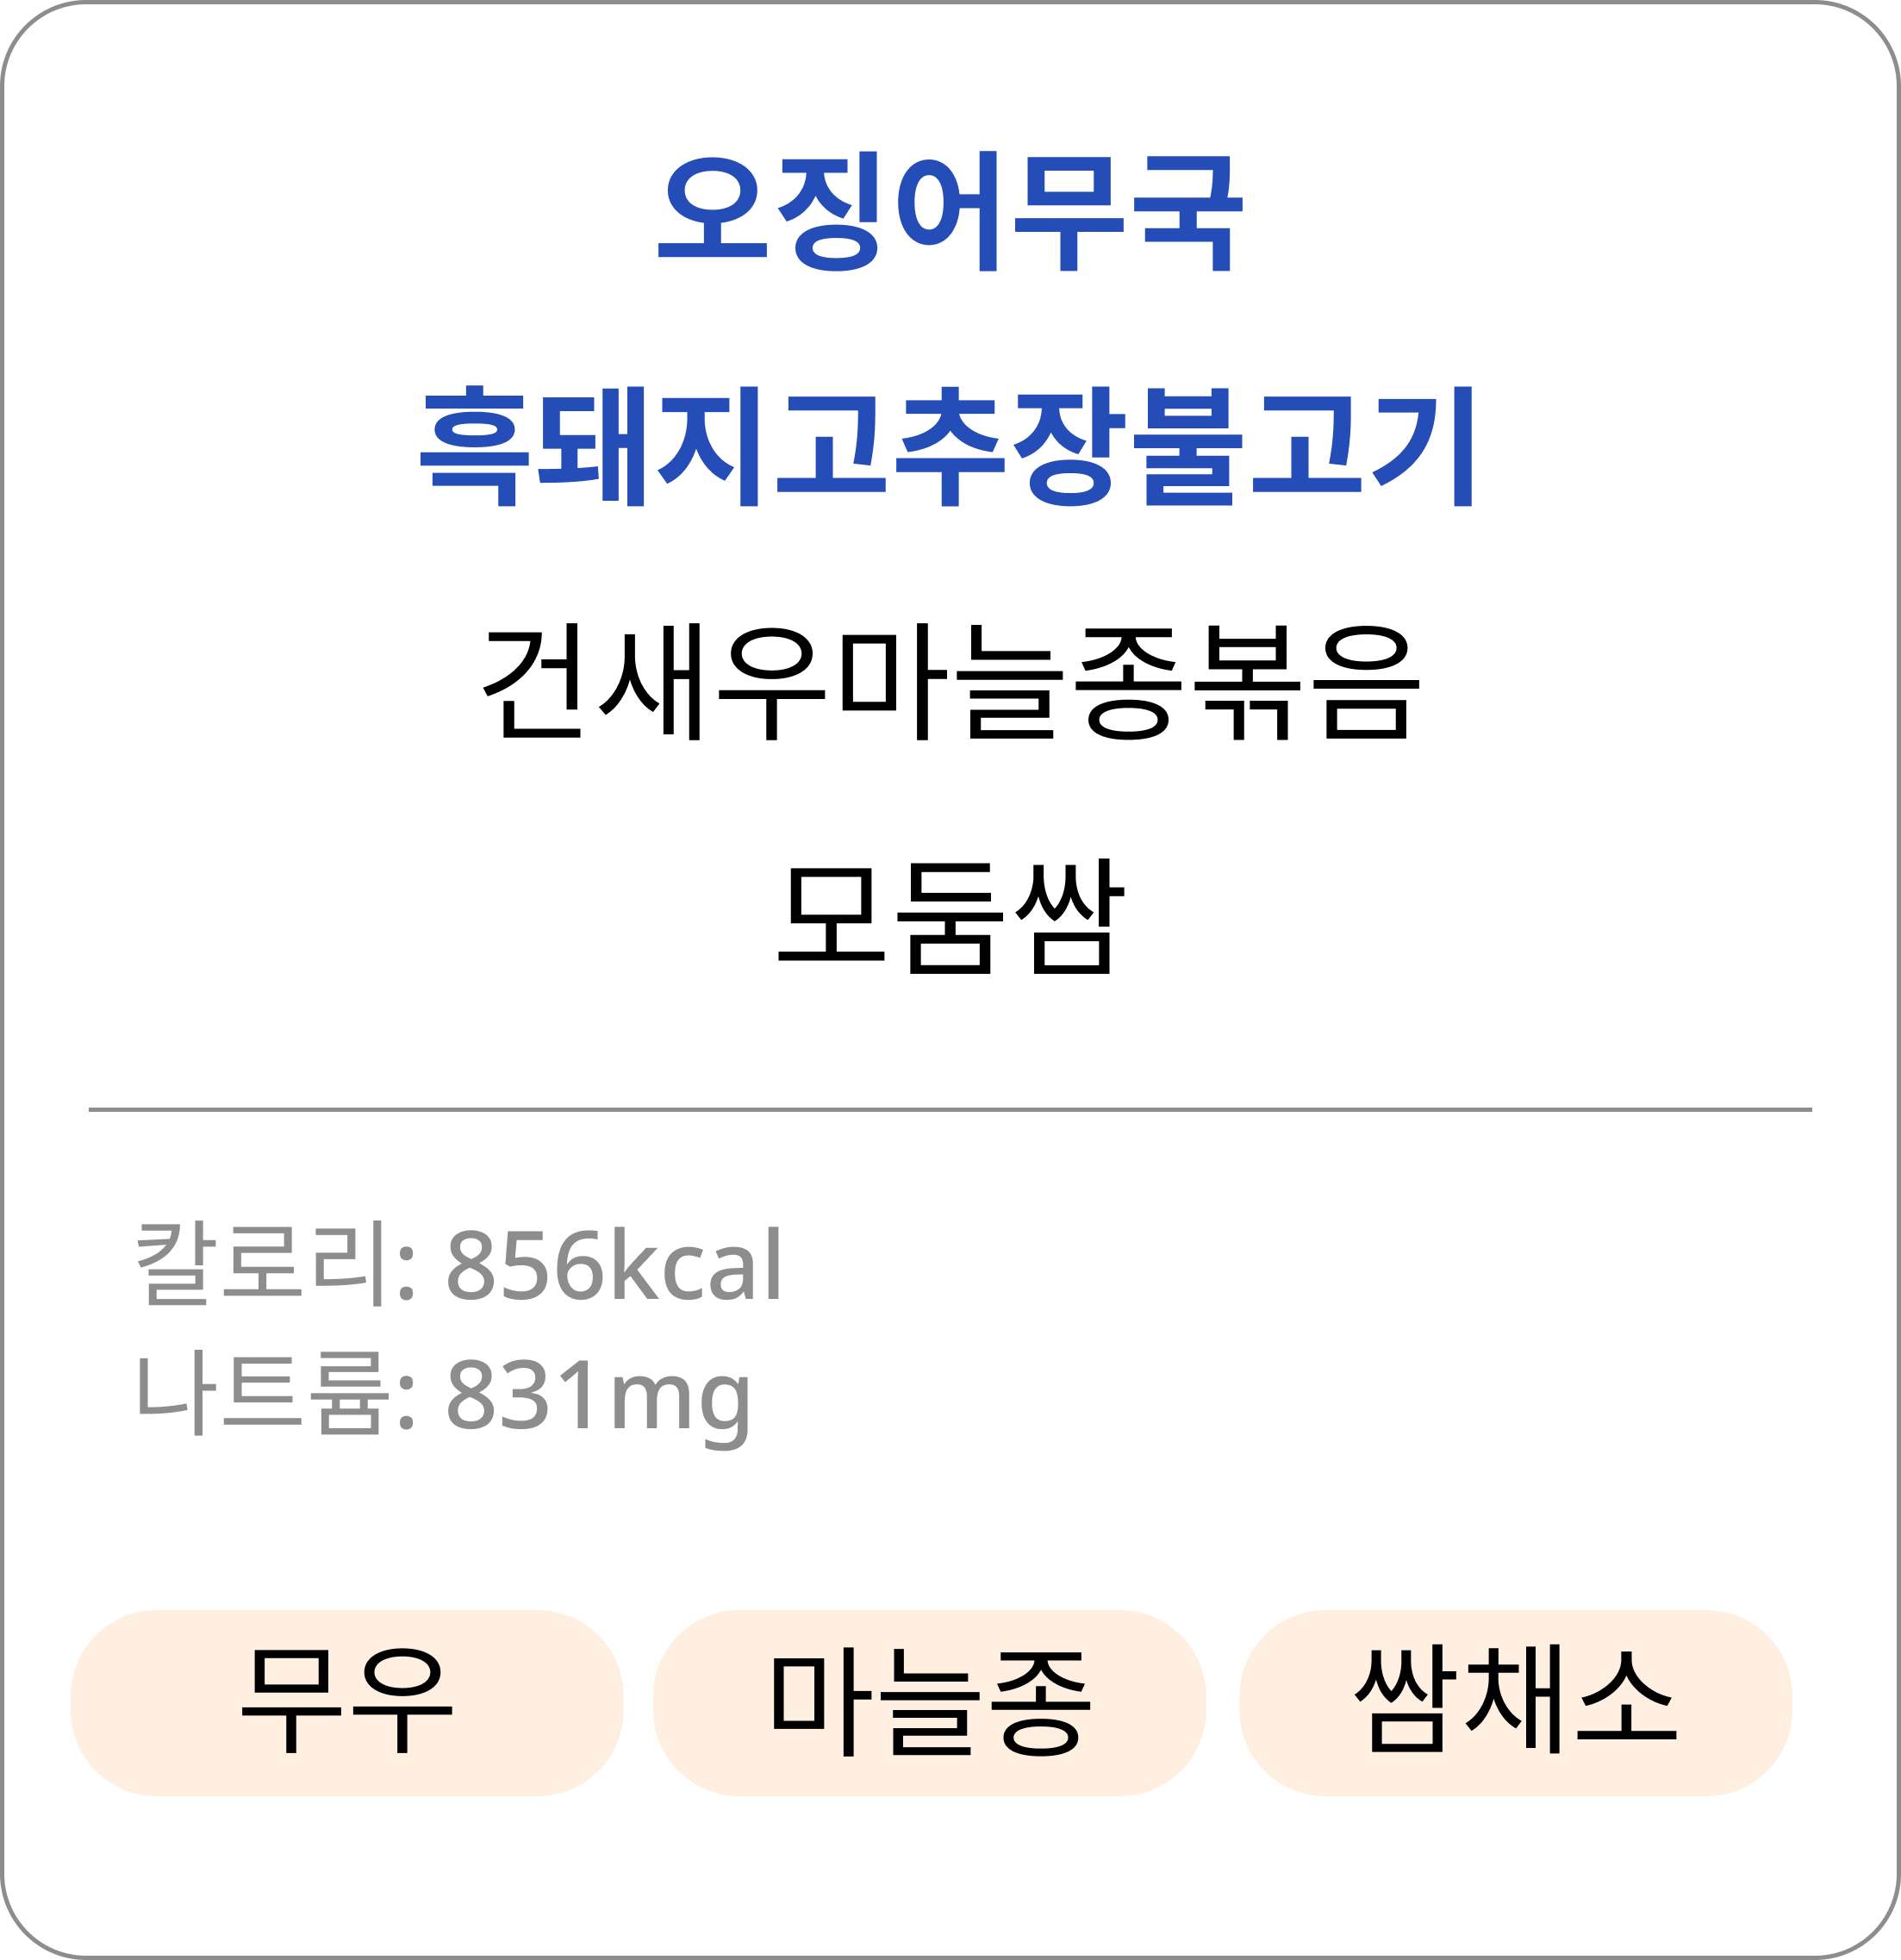 오징어무국
흑돼지고추장불고기
건새우마늘종볶음
모둠쌈
칼로리: 856kcal
나트륨: 831mg
무우
마늘종
쌈채소